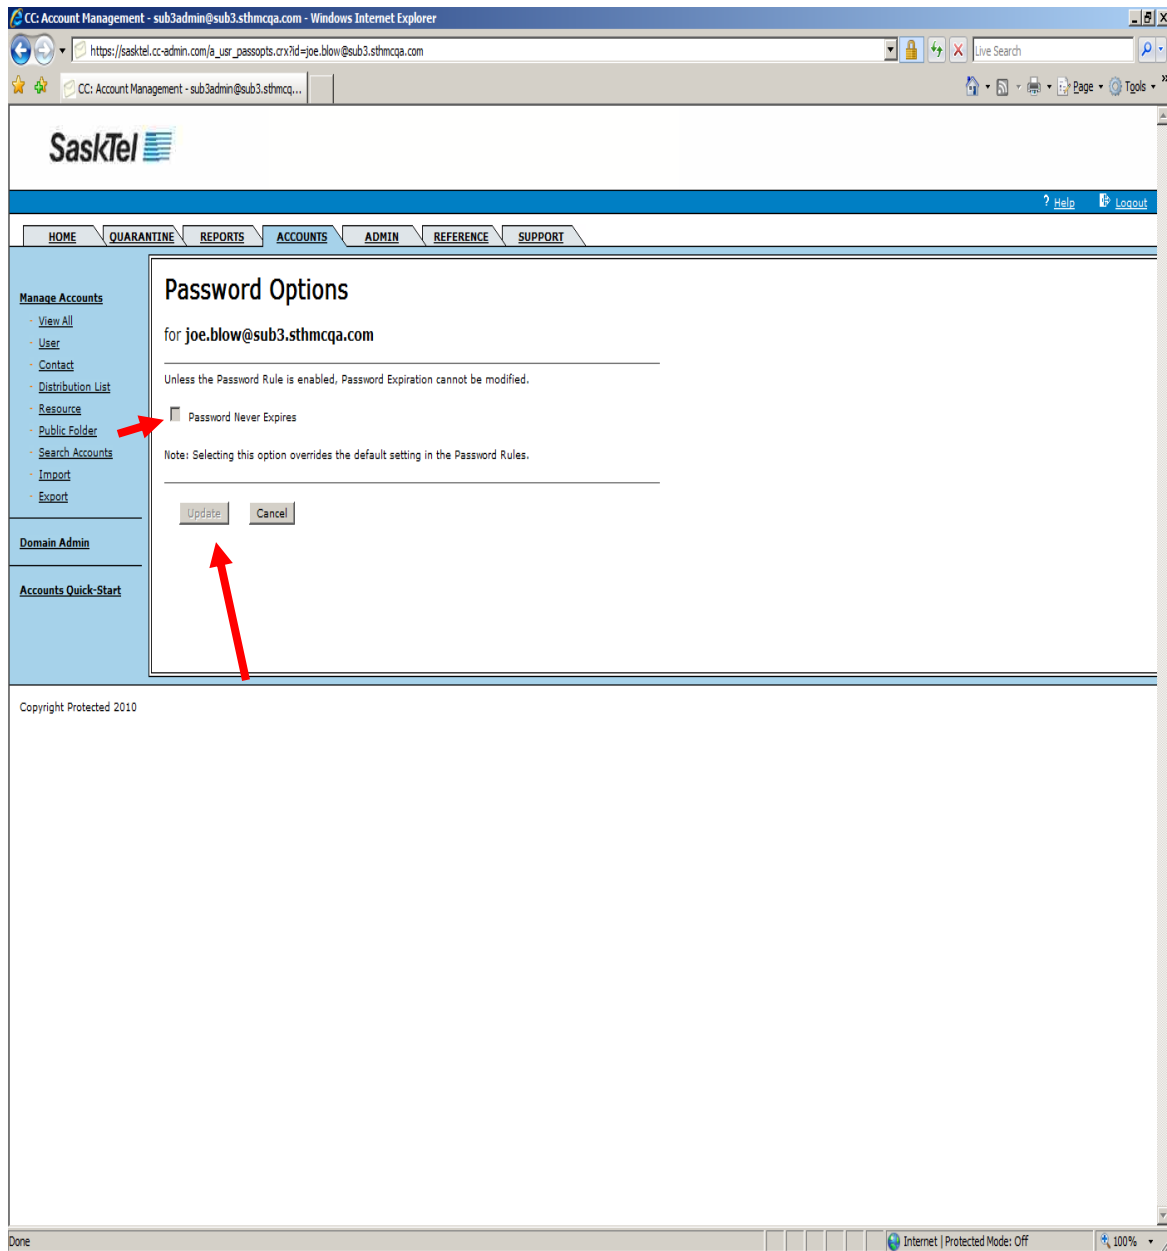 CC: Account Management - sub3admin@sub3.sthmcqa.com - Windows Internet Explorer
https://sasktel.cc-admin.com/a_usr_passopts.crx?id=joe.blow@sub3.sthmcqa.com
Live Search
CC: Account Management - sub3admin@sub3.sthmcq...
Page
Tools
SaskTel
? Help
Logout
HOME QUARANTINE REPORTS ACCOUNTS ADMIN REFERENCE SUPPORT
Manage Accounts
- View All
- User
- Contact
- Distribution List
- Resource
- Public Folder
- Search Accounts
- Import
- Export
Domain Admin
Accounts Quick-Start
Password Options
for joe.blow@sub3.sthmcqa.com
Unless the Password Rule is enabled, Password Expiration cannot be modified.
Password Never Expires
Note: Selecting this option overrides the default setting in the Password Rules.
Update Cancel
Copyright Protected 2010
Done
Internet | Protected Mode: Off
100%